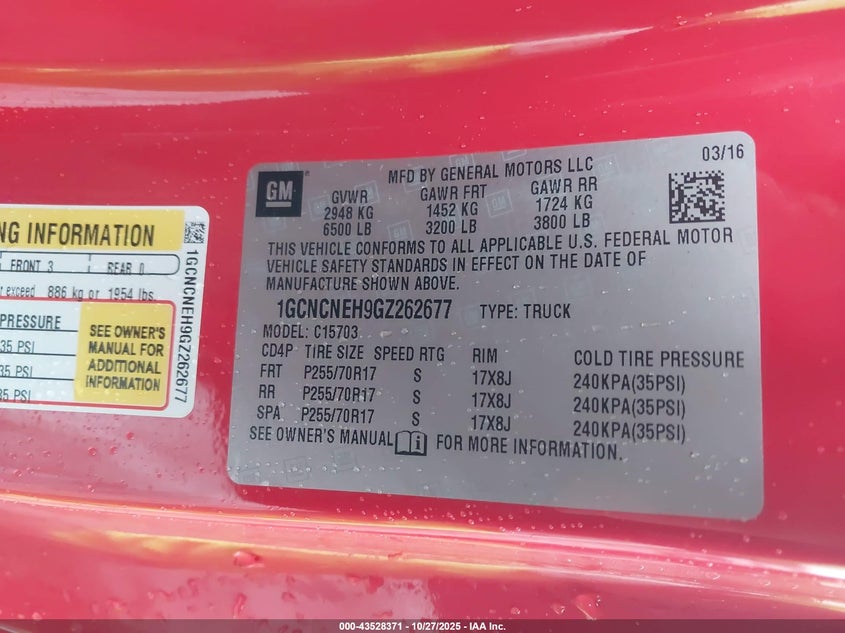 NG INFORMATION
FRONT 3 REAR 0
exceed 886 kg or 1954 lbs.
PRESSURE
35 PSI
35 PSI
35 PSI
SEE OWNER'S
MANUAL FOR
ADDITIONAL
INFORMATION
1GCNCNEH9GZ262677
GM
MFD BY GENERAL MOTORS LLC
03/16
GVWR GAWR FRT GAWR RR
2948 KG 1452 KG 1724 KG
6500 LB 3200 LB 3800 LB
THIS VEHICLE CONFORMS TO ALL APPLICABLE U.S. FEDERAL MOTOR
VEHICLE SAFETY STANDARDS IN EFFECT ON THE DATE OF
MANUFACTURE SHOWN ABOVE.
1GCNCNEH9GZ262677 TYPE: TRUCK
MODEL: C15703
CD4P TIRE SIZE SPEED RTG RIM COLD TIRE PRESSURE
FRT P255/70R17 S 17X8J 240KPA(35PSI)
RR P255/70R17 S 17X8J 240KPA(35PSI)
SPA P255/70R17 S 17X8J 240KPA(35PSI)
SEE OWNER'S MANUAL FOR MORE INFORMATION.
000-43528371 | 10/27/2025 | © IAA Inc.